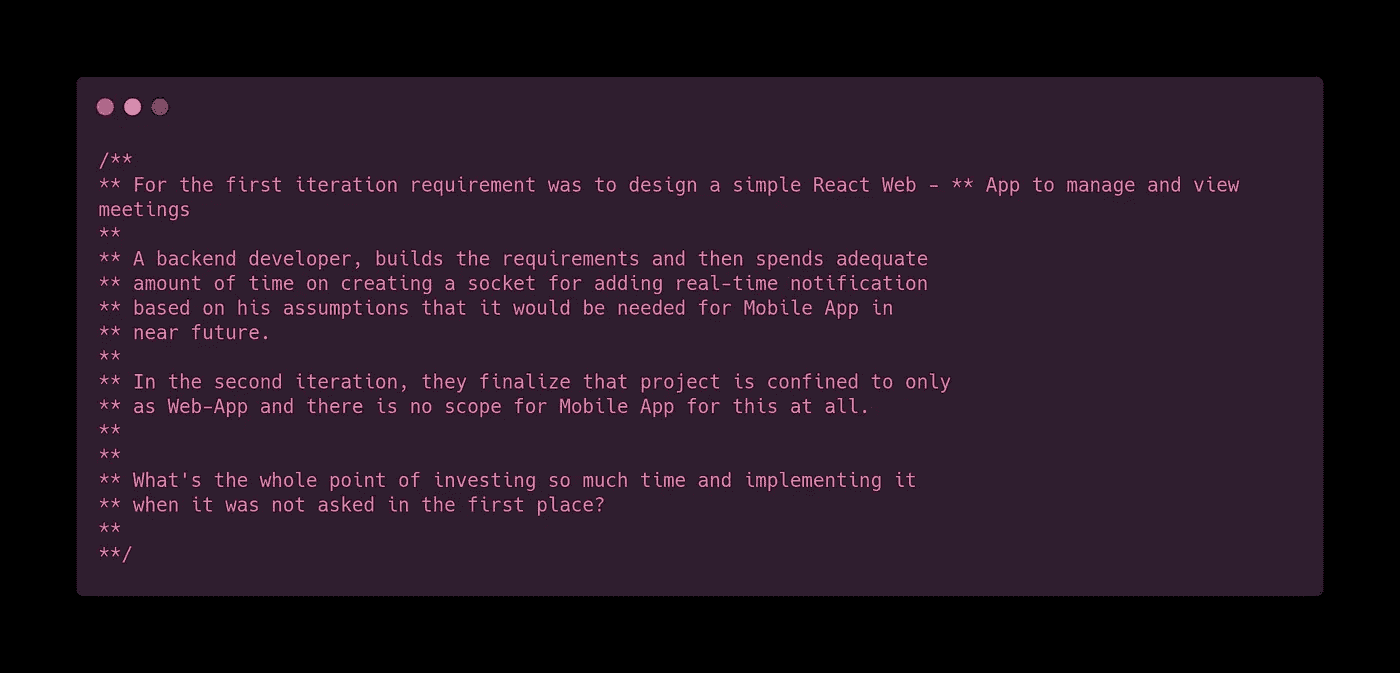 /**
** For the first iteration requirement was to design a simple React Web - ** App to manage and view
meetings
**
** A backend developer, builds the requirements and then spends adequate
** amount of time on creating a socket for adding real-time notification
** based on his assumptions that it would be needed for Mobile App in
** near future.
**
** In the second iteration, they finalize that project is confined to only
** as Web-App and there is no scope for Mobile App for this at all.
**
**
** What's the whole point of investing so much time and implementing it
** when it was not asked in the first place?
**
**/